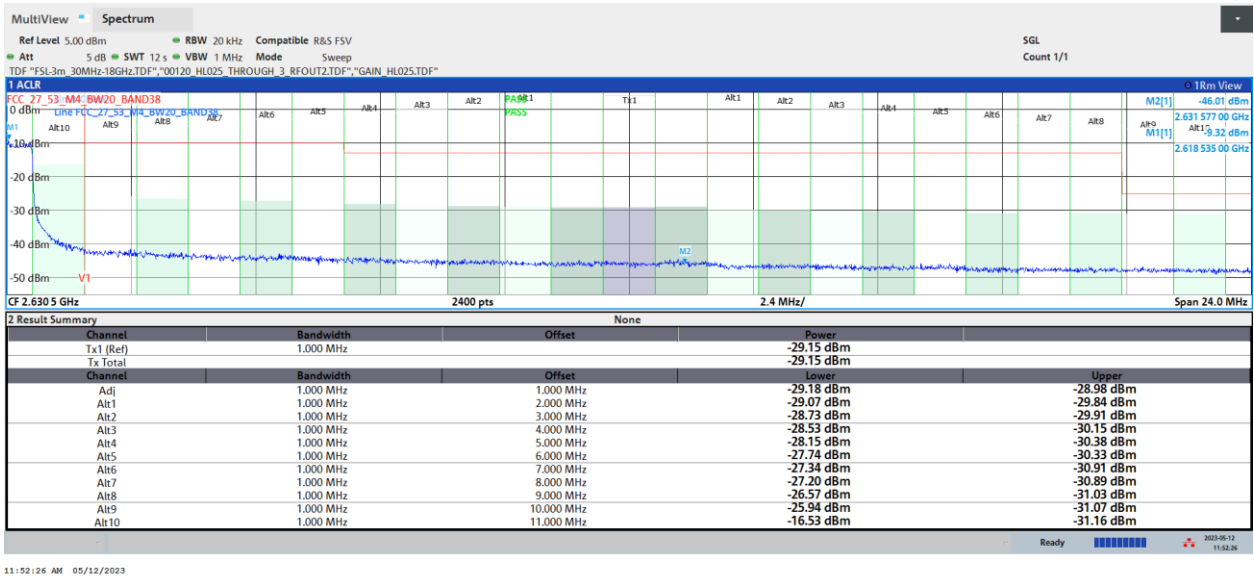 MultiView Spectrum
Ref Level 5.00 dBm RBW 20 kHz Compatible R&S FSV SGL
Att 5 dB SWT 12 s VBW 1 MHz Mode Sweep Count 1/1
TDF "FSL-3m_30MHz-18GHz.TDF","00120_HL025_THROUGH_3_RFOUT2.TDF","GAIN_HL025.TDF"
1 ACLR 1Rm View
FCC_27_53_M4_BW20_BAND38 PASS
Line FCC_27_53_M4_BW20_BAND38 PASS
Alt10 Alt9 Alt8 Alt7 Alt6 Alt5 Alt4 Alt3 Alt2 Alt1 Tx1 Alt1 Alt2 Alt3 Alt4 Alt5 Alt6 Alt7 Alt8 Alt9 Alt10
M2[1] -46.01 dBm
2.631 577 00 GHz
M1[1] -9.32 dBm
2.618 535 00 GHz
0 dBm
M1
-10 dBm
-20 dBm
-30 dBm
-40 dBm
M2
-50 dBm
V1
CF 2.630 5 GHz 2400 pts 2.4 MHz/ Span 24.0 MHz
2 Result Summary None
Channel Bandwidth Offset Power
Tx1 (Ref) 1.000 MHz -29.15 dBm
Tx Total -29.15 dBm
Channel Bandwidth Offset Lower Upper
Adj 1.000 MHz 1.000 MHz -29.18 dBm -28.98 dBm
Alt1 1.000 MHz 2.000 MHz -29.07 dBm -29.84 dBm
Alt2 1.000 MHz 3.000 MHz -28.73 dBm -29.91 dBm
Alt3 1.000 MHz 4.000 MHz -28.53 dBm -30.15 dBm
Alt4 1.000 MHz 5.000 MHz -28.15 dBm -30.38 dBm
Alt5 1.000 MHz 6.000 MHz -27.74 dBm -30.33 dBm
Alt6 1.000 MHz 7.000 MHz -27.34 dBm -30.91 dBm
Alt7 1.000 MHz 8.000 MHz -27.20 dBm -30.89 dBm
Alt8 1.000 MHz 9.000 MHz -26.57 dBm -31.03 dBm
Alt9 1.000 MHz 10.000 MHz -25.94 dBm -31.07 dBm
Alt10 1.000 MHz 11.000 MHz -16.53 dBm -31.16 dBm
Ready 2023-05-12
11:52:26
11:52:26 AM 05/12/2023